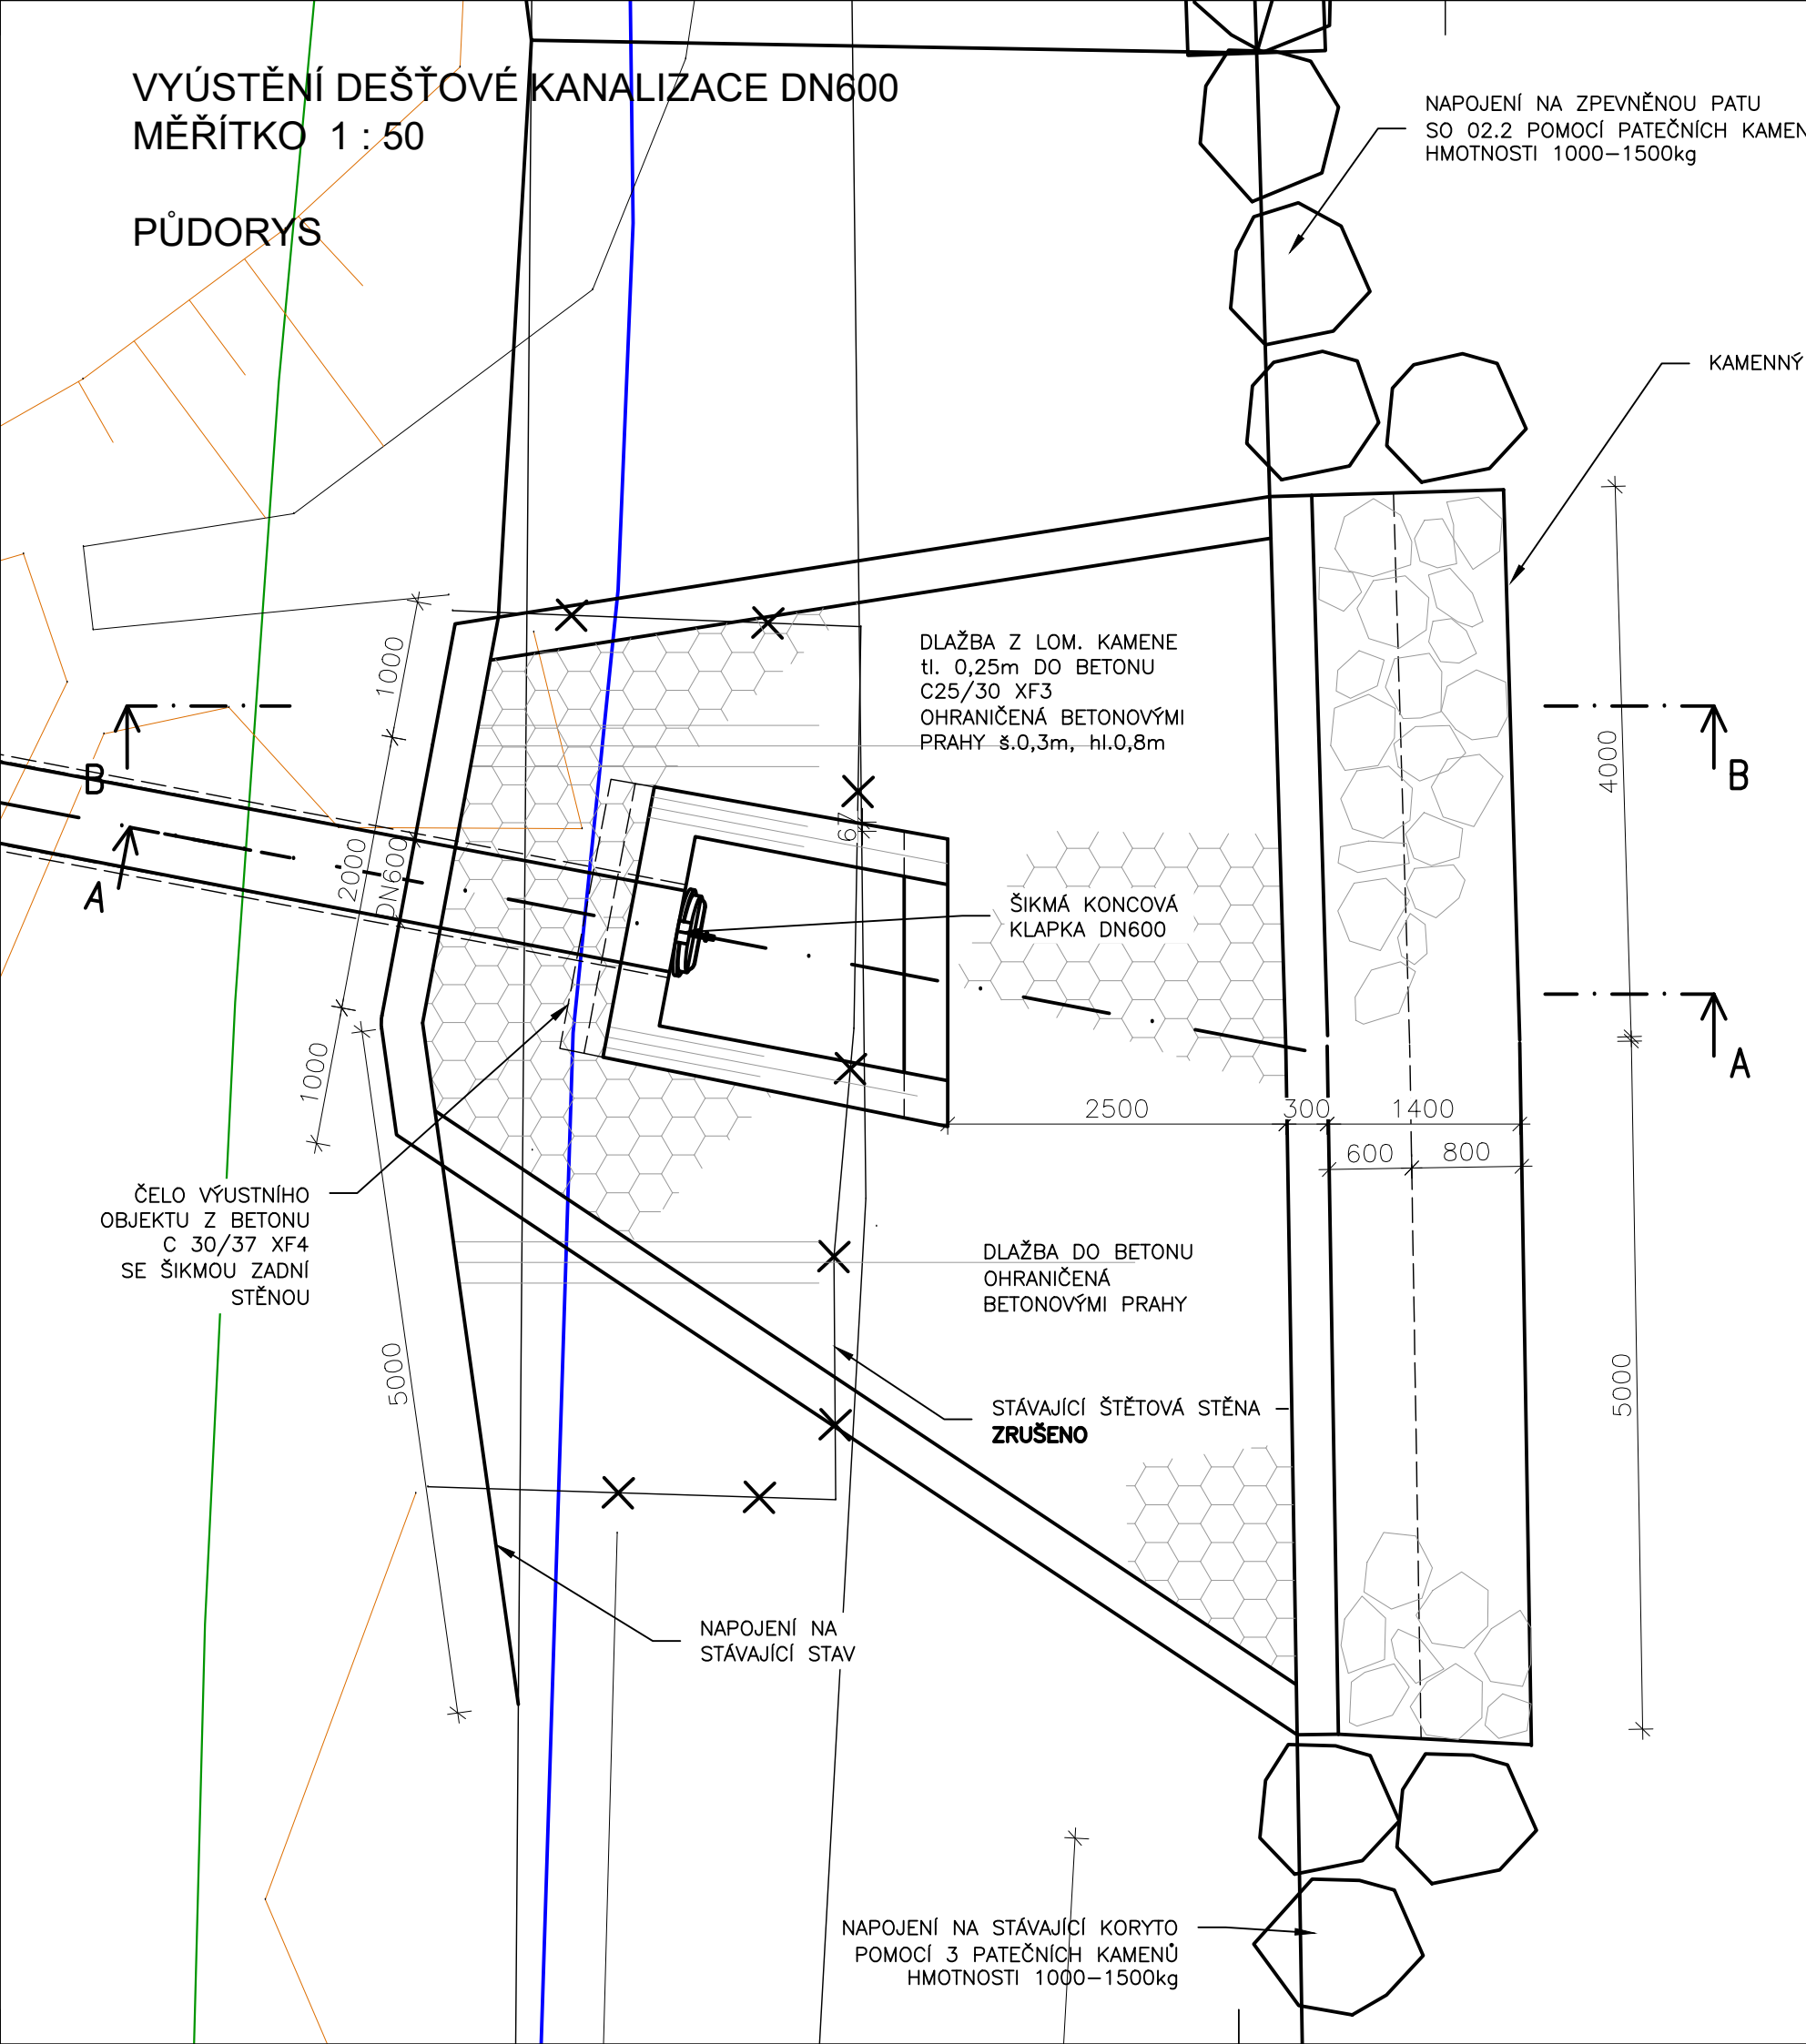 VYÚSTĚNÍ DEŠŤOVÉ KANALIZACE DN600
MĚŘÍTKO 1 : 50
PŮDORYS
NAPOJENÍ NA ZPEVNĚNOU PATU
SO 02.2 POMOCÍ PATEČNÍCH KAMEN
HMOTNOSTI 1000-1500kg
KAMENNÝ
DLAŽBA Z LOM. KAMENE
tl. 0,25m DO BETONU
C25/30 XF3
OHRANIČENÁ BETONOVÝMI
PRAHY š.0,3m, hl.0,8m
1000
B
B
4000
67
2000
DN600
A
A
ŠIKMÁ KONCOVÁ
KLAPKA DN600
1000
2500
300
1400
600
800
ČELO VÝUSTNÍHO
OBJEKTU Z BETONU
C 30/37 XF4
SE ŠIKMOU ZADNÍ
STĚNOU
DLAŽBA DO BETONU
OHRANIČENÁ
BETONOVÝMI PRAHY
5000
5000
STÁVAJÍCÍ ŠTĚTOVÁ STĚNA –
ZRUŠENO
NAPOJENÍ NA
STÁVAJÍCÍ STAV
NAPOJENÍ NA STÁVAJÍCÍ KORYTO
POMOCÍ 3 PATEČNÍCH KAMENŮ
HMOTNOSTI 1000-1500kg